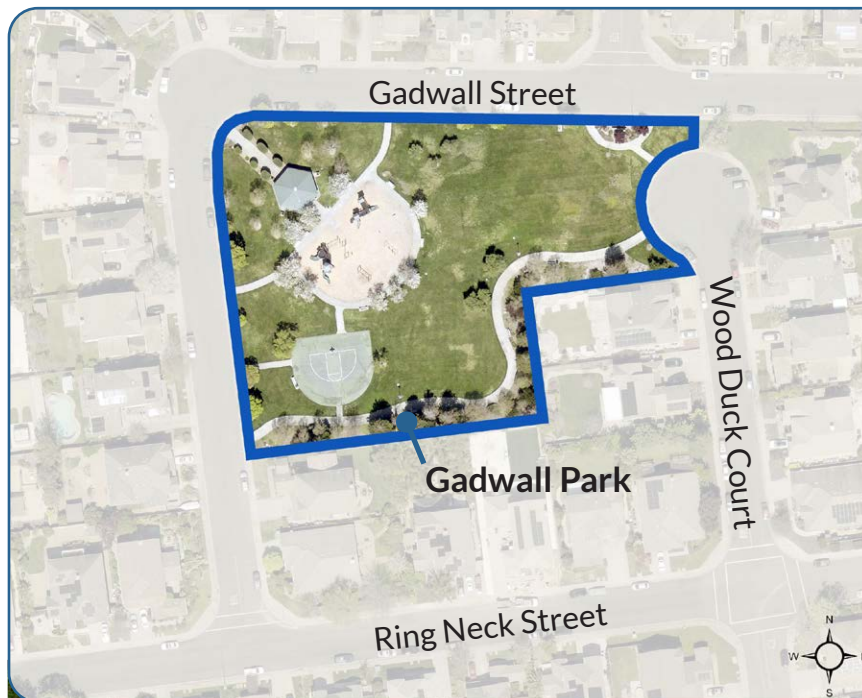 Gadwall Street
Wood Duck Court
Gadwall Park
Ring Neck Street
N
W
S